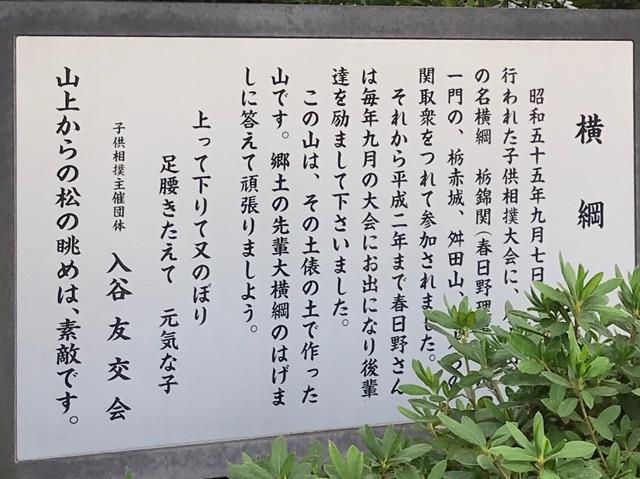 横綱
昭和五十五年九月七日
行われた子供相撲大会に、
の名横綱 栃錦関(春日野理
一門の、栃赤城、舛田山、
関取衆をつれて参加されました。
それから平成二年まで春日野さん
は毎年九月の大会にお出になり後輩
達を励まして下さいました。
この山は、その土俵の土で作った
山です。郷土の先輩大横綱のはげま
しに答えて頑張りましょう。
上って下りて又のぼり
足腰きたえて 元気な子
子供相撲主催団体 入谷友交会
山上からの松の眺めは、素敵です。